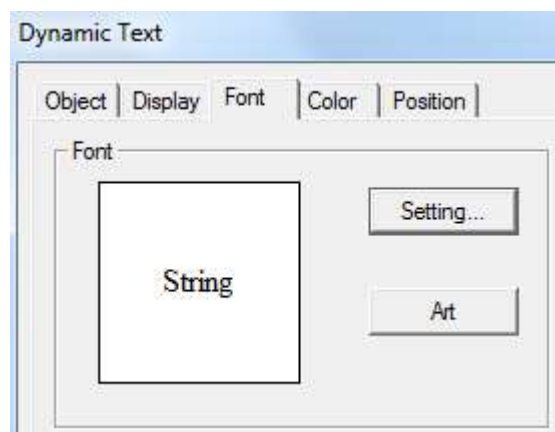 Dynamic Text
Object Display Font Color Position
Font
Setting...
String
Art